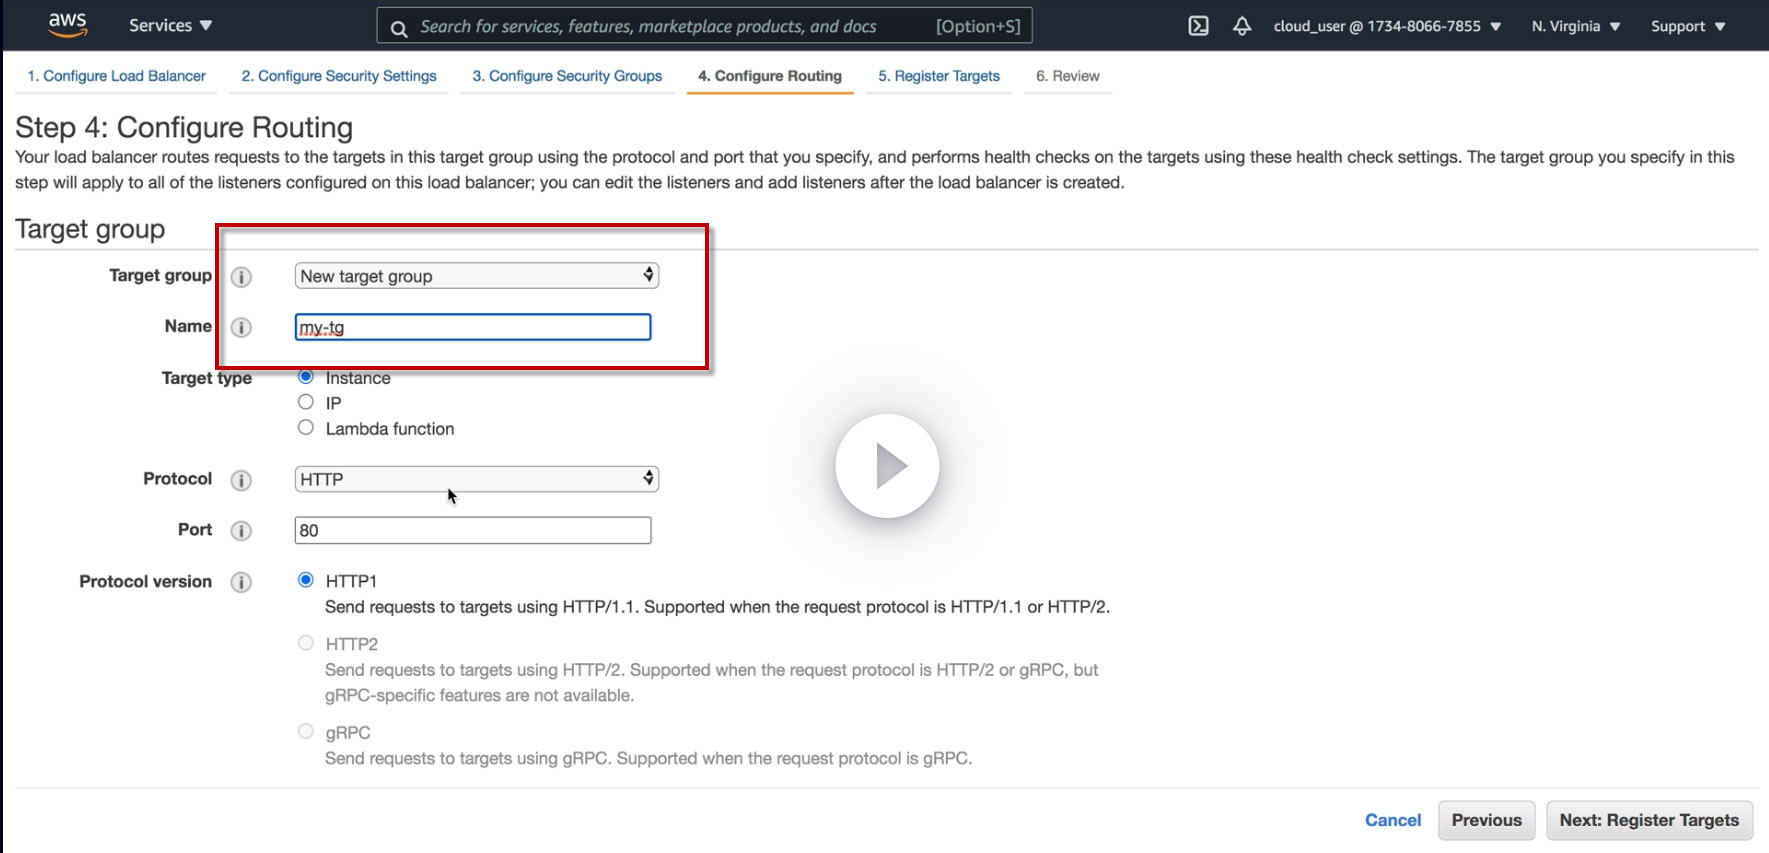 aws Services Search for services, features, marketplace products, and docs [Option+S] cloud_user @ 1734-8066-7855 N. Virginia Support
1. Configure Load Balancer 2. Configure Security Settings 3. Configure Security Groups 4. Configure Routing 5. Register Targets 6. Review
Step 4: Configure Routing
Your load balancer routes requests to the targets in this target group using the protocol and port that you specify, and performs health checks on the targets using these health check settings. The target group you specify in this
step will apply to all of the listeners configured on this load balancer; you can edit the listeners and add listeners after the load balancer is created.
Target group
Target group i New target group
Name i my-tg
Target type Instance
IP
Lambda function
Protocol i HTTP
Port i 80
Protocol version i HTTP1
Send requests to targets using HTTP/1.1. Supported when the request protocol is HTTP/1.1 or HTTP/2.
HTTP2
Send requests to targets using HTTP/2. Supported when the request protocol is HTTP/2 or gRPC, but
gRPC-specific features are not available.
gRPC
Send requests to targets using gRPC. Supported when the request protocol is gRPC.
Cancel Previous Next: Register Targets